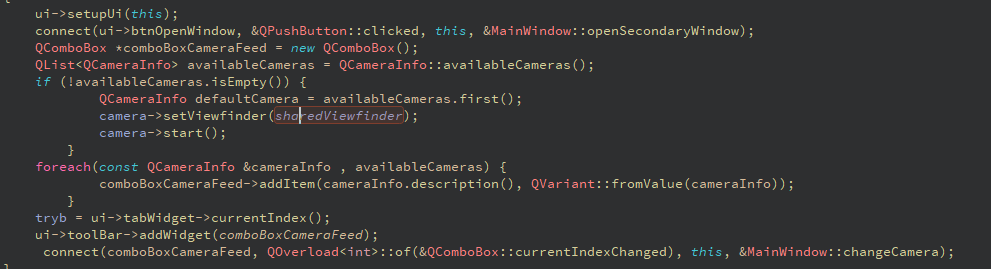 {
ui->setupUi(this);
connect(ui->btnOpenWindow, &QPushButton::clicked, this, &MainWindow::openSecondaryWindow);
QComboBox *comboBoxCameraFeed = new QComboBox();
QList<QCameraInfo> availableCameras = QCameraInfo::availableCameras();
if (!availableCameras.isEmpty()) {
QCameraInfo defaultCamera = availableCameras.first();
camera->setViewfinder(sharedViewfinder);
camera->start();
}
foreach(const QCameraInfo &cameraInfo , availableCameras) {
comboBoxCameraFeed->addItem(cameraInfo.description(), QVariant::fromValue(cameraInfo));
}
tryb = ui->tabWidget->currentIndex();
ui->toolBar->addWidget(comboBoxCameraFeed);
connect(comboBoxCameraFeed, QOverload<int>::of(&QComboBox::currentIndexChanged), this, &MainWindow::changeCamera);
}